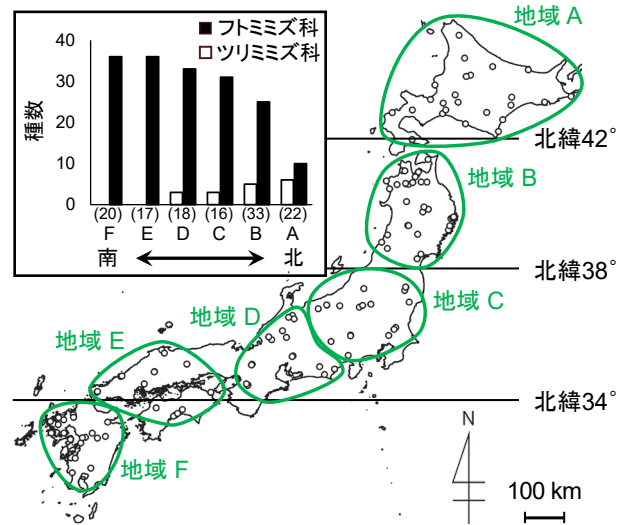 地域 A
40
■フトミミズ科
□ツリミミズ科
30
種数
20
10
0
(20) (17) (18) (16) (33) (22)
F E D C B A
南 北
北緯42°
地域 B
北緯38°
地域 C
地域 D
地域 E
北緯34°
地域 F
N
100 km